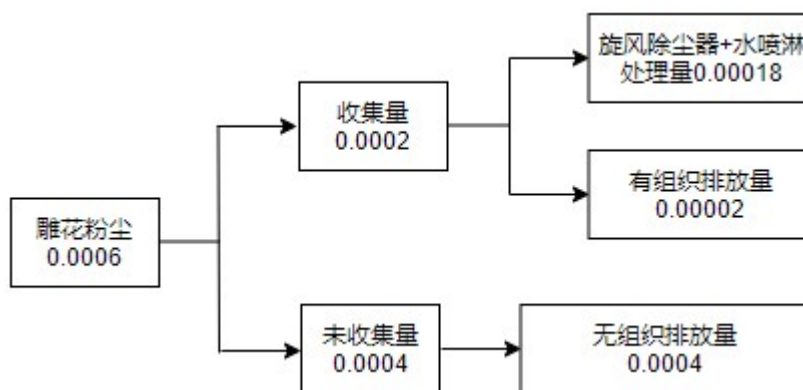 旋风除尘器+水喷淋
处理量0.00018
收集量
0.0002
有组织排放量
0.00002
雕花粉尘
0.0006
未收集量
0.0004
无组织排放量
0.0004